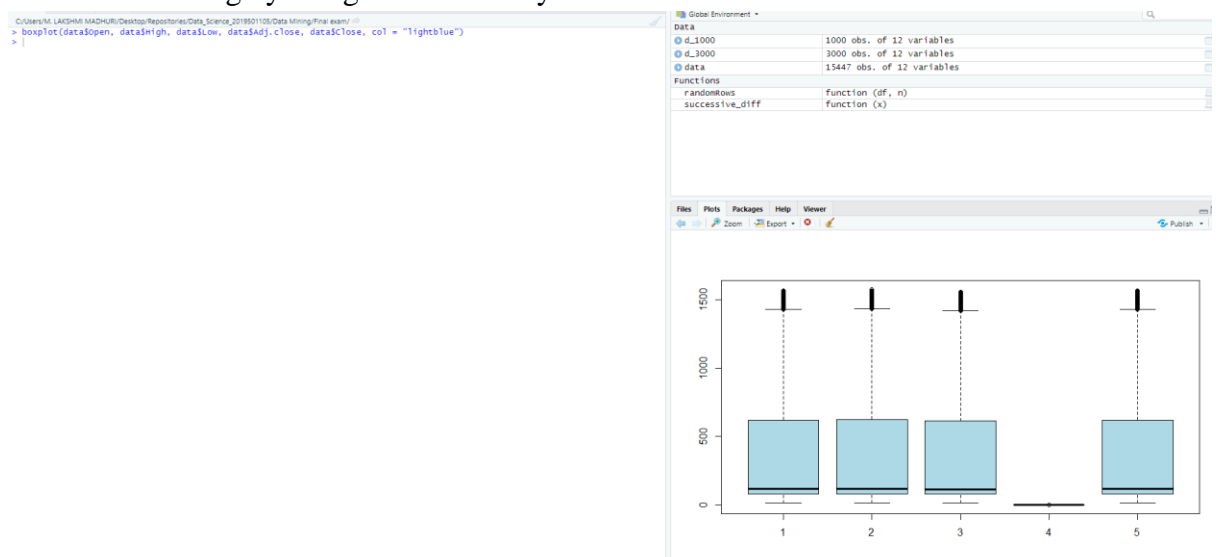 C:/Users/M. LAKSHMI MADHURI/Desktop/Repositories/Data_Science_2019501105/Data Mining/Final exam/
> boxplot(data$Open, data$High, data$Low, data$Adj.close, data$Close, col = "lightblue")
>
Global Environment
Data
d_1000 1000 obs. of 12 variables
d_3000 3000 obs. of 12 variables
data 15447 obs. of 12 variables
Functions
randomRows function (df, n)
successive_diff function (x)
Files Plots Packages Help Viewer
Zoom Export Publish
1500
1000
500
0
1 2 3 4 5